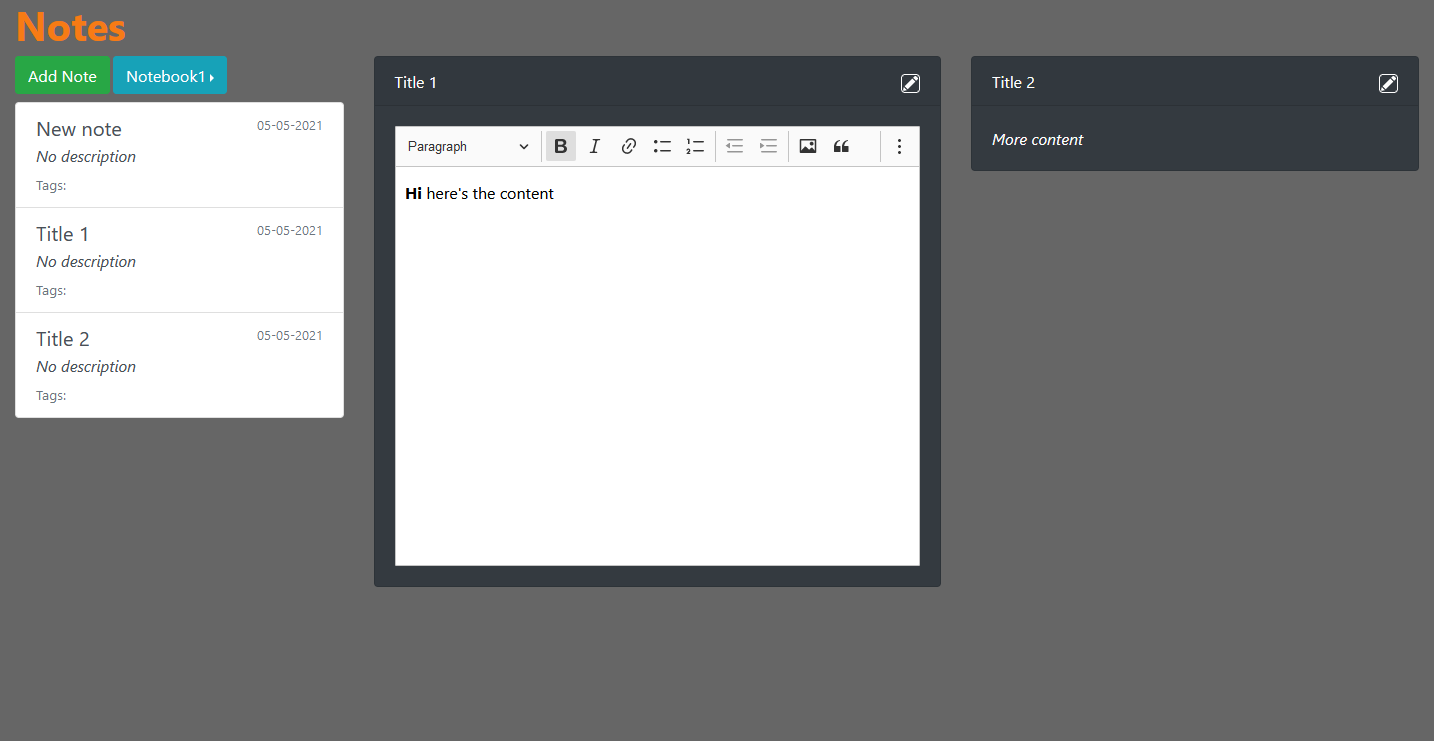 Notes
Add Note
Notebook1
New note
05-05-2021
No description
Tags:
Title 1
05-05-2021
No description
Tags:
Title 2
05-05-2021
No description
Tags:
Title 1
Paragraph
B
I
Hi here's the content
Title 2
More content